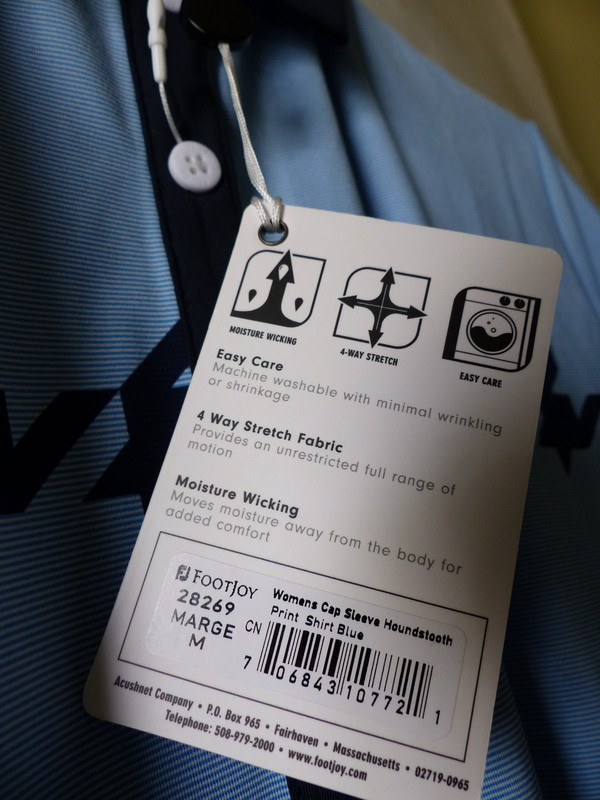 MOISTURE WICKING
4-WAY STRETCH
EASY CARE
Easy Care
Machine washable with minimal wrinkling
or shrinkage
4 Way Stretch Fabric
Provides an unrestricted full range of
motion
Moisture Wicking
Moves moisture away from the body for
added comfort
FJ FOOTJOY
28269
MARGE
M
Womens Cap Sleeve Houndstooth
Print Shirt Blue
CN
7 06843 10772 1
Acushnet Company • P.O. Box 965 • Fairhaven • Massachusetts • 02719-0965
Telephone: 508-979-2000 • www.footjoy.com